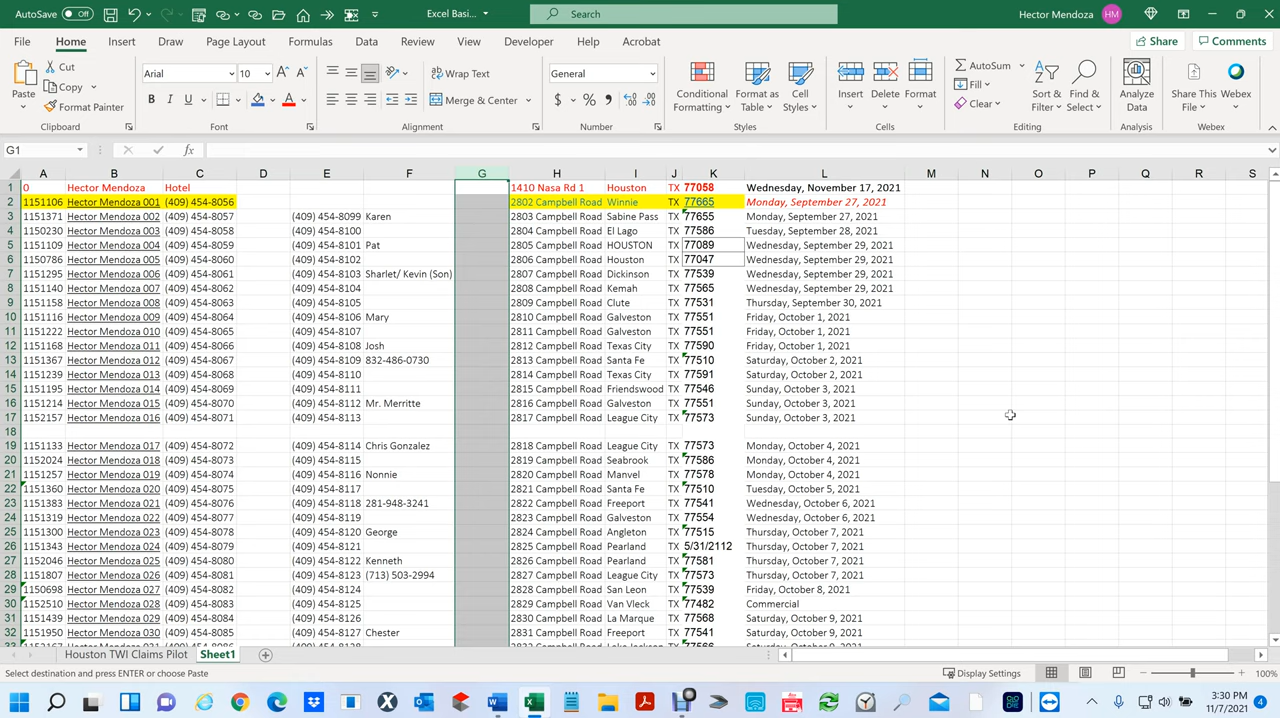 AutoSave Off Excel Basi... Search Hector Mendoza HM
File Home Insert Draw Page Layout Formulas Data Review View Developer Help Acrobat Share Comments
Paste Cut Copy Format Painter Clipboard
Arial 10 B I U A Font
Wrap Text Merge & Center Alignment
General $ % , Number
Conditional Formatting Format as Table Cell Styles Styles
Insert Delete Format Cells
AutoSum Fill Clear Sort & Filter Find & Select Editing
Analyze Data Analysis
Share This File Webex Webex
G1 fx
A B C D E F G H I J K L M N O P Q R S
1 0 Hector Mendoza Hotel 1410 Nasa Rd 1 Houston TX 77058 Wednesday, November 17, 2021
2 1151106 Hector Mendoza 001 (409) 454-8056 2802 Campbell Road Winnie TX 77665 Monday, September 27, 2021
3 1151371 Hector Mendoza 002 (409) 454-8057 (409) 454-8099 Karen 2803 Campbell Road Sabine Pass TX 77655 Monday, September 27, 2021
4 1150230 Hector Mendoza 003 (409) 454-8058 (409) 454-8100 2804 Campbell Road El Lago TX 77586 Tuesday, September 28, 2021
5 1151109 Hector Mendoza 004 (409) 454-8059 (409) 454-8101 Pat 2805 Campbell Road HOUSTON TX 77089 Wednesday, September 29, 2021
6 1150786 Hector Mendoza 005 (409) 454-8060 (409) 454-8102 2806 Campbell Road Houston TX 77047 Wednesday, September 29, 2021
7 1151295 Hector Mendoza 006 (409) 454-8061 (409) 454-8103 Sharlet/ Kevin (Son) 2807 Campbell Road Dickinson TX 77539 Wednesday, September 29, 2021
8 1151140 Hector Mendoza 007 (409) 454-8062 (409) 454-8104 2808 Campbell Road Kemah TX 77565 Wednesday, September 29, 2021
9 1151158 Hector Mendoza 008 (409) 454-8063 (409) 454-8105 2809 Campbell Road Clute TX 77531 Thursday, September 30, 2021
10 1151116 Hector Mendoza 009 (409) 454-8064 (409) 454-8106 Mary 2810 Campbell Road Galveston TX 77551 Friday, October 1, 2021
11 1151222 Hector Mendoza 010 (409) 454-8065 (409) 454-8107 2811 Campbell Road Galveston TX 77551 Friday, October 1, 2021
12 1151168 Hector Mendoza 011 (409) 454-8066 (409) 454-8108 Josh 2812 Campbell Road Texas City TX 77590 Friday, October 1, 2021
13 1151367 Hector Mendoza 012 (409) 454-8067 (409) 454-8109 832-486-0730 2813 Campbell Road Santa Fe TX 77510 Saturday, October 2, 2021
14 1151239 Hector Mendoza 013 (409) 454-8068 (409) 454-8110 2814 Campbell Road Texas City TX 77591 Saturday, October 2, 2021
15 1151345 Hector Mendoza 014 (409) 454-8069 (409) 454-8111 2815 Campbell Road Friendswood TX 77546 Sunday, October 3, 2021
16 1151214 Hector Mendoza 015 (409) 454-8070 (409) 454-8112 Mr. Merritte 2816 Campbell Road Galveston TX 77551 Sunday, October 3, 2021
17 1152157 Hector Mendoza 016 (409) 454-8071 (409) 454-8113 2817 Campbell Road League City TX 77573 Sunday, October 3, 2021
18
19 1151133 Hector Mendoza 017 (409) 454-8072 (409) 454-8114 Chris Gonzalez 2818 Campbell Road League City TX 77573 Monday, October 4, 2021
20 1152024 Hector Mendoza 018 (409) 454-8073 (409) 454-8115 2819 Campbell Road Seabrook TX 77586 Monday, October 4, 2021
21 1151257 Hector Mendoza 019 (409) 454-8074 (409) 454-8116 Nonnie 2820 Campbell Road Manvel TX 77578 Monday, October 4, 2021
22 1151360 Hector Mendoza 020 (409) 454-8075 (409) 454-8117 2821 Campbell Road Santa Fe TX 77510 Tuesday, October 5, 2021
23 1151383 Hector Mendoza 021 (409) 454-8076 (409) 454-8118 281-948-3241 2822 Campbell Road Freeport TX 77541 Wednesday, October 6, 2021
24 1151319 Hector Mendoza 022 (409) 454-8077 (409) 454-8119 2823 Campbell Road Galveston TX 77554 Wednesday, October 6, 2021
25 1151300 Hector Mendoza 023 (409) 454-8078 (409) 454-8120 George 2824 Campbell Road Angleton TX 77515 Thursday, October 7, 2021
26 1151343 Hector Mendoza 024 (409) 454-8079 (409) 454-8121 2825 Campbell Road Pearland TX 5/31/2112 Thursday, October 7, 2021
27 1152046 Hector Mendoza 025 (409) 454-8080 (409) 454-8122 Kenneth 2826 Campbell Road Pearland TX 77581 Thursday, October 7, 2021
28 1151807 Hector Mendoza 026 (409) 454-8081 (409) 454-8123 (713) 503-2994 2827 Campbell Road League City TX 77573 Thursday, October 7, 2021
29 1150698 Hector Mendoza 027 (409) 454-8082 (409) 454-8124 2828 Campbell Road San Leon TX 77539 Friday, October 8, 2021
30 1152510 Hector Mendoza 028 (409) 454-8083 (409) 454-8125 2829 Campbell Road Van Vleck TX 77482 Commercial
31 1151439 Hector Mendoza 029 (409) 454-8084 (409) 454-8126 2830 Campbell Road La Marque TX 77568 Saturday, October 9, 2021
32 1151950 Hector Mendoza 030 (409) 454-8085 (409) 454-8127 Chester 2831 Campbell Road Freeport TX 77541 Saturday, October 9, 2021
Houston TWI Claims Pilot Sheet1
Select destination and press ENTER or choose Paste Display Settings 100%
3:30 PM
11/7/2021